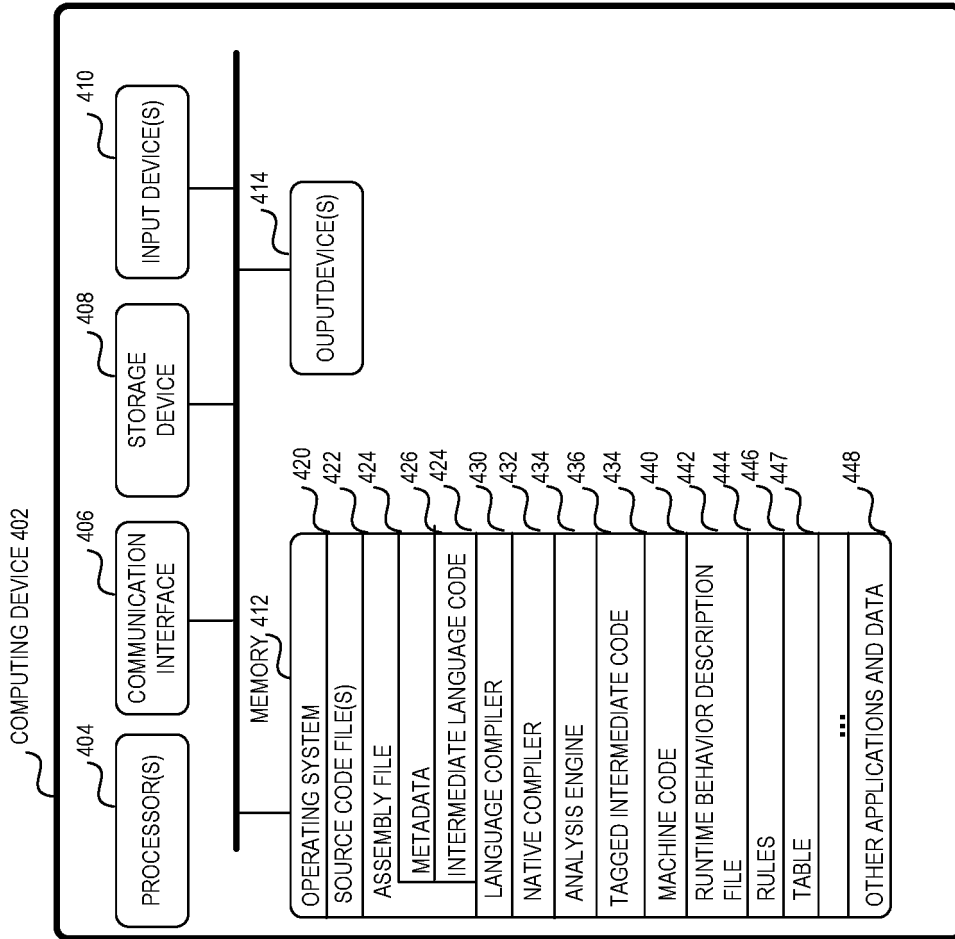 COMPUTING DEVICE 402
404
PROCESSOR(S)
406
COMMUNICATION
INTERFACE
408
STORAGE
DEVICE
410
INPUT DEVICE(S)
MEMORY 412
414
OUPUTDEVICE(S)
OPERATING SYSTEM
420
SOURCE CODE FILE(S)
422
ASSEMBLY FILE
424
METADATA
426
INTERMEDIATE LANGUAGE CODE
424
LANGUAGE COMPILER
430
NATIVE COMPILER
432
ANALYSIS ENGINE
434
436
TAGGED INTERMEDIATE CODE
434
MACHINE CODE
440
RUNTIME BEHAVIOR DESCRIPTION
FILE
442
444
RULES
446
TABLE
447
...
OTHER APPLICATIONS AND DATA
448